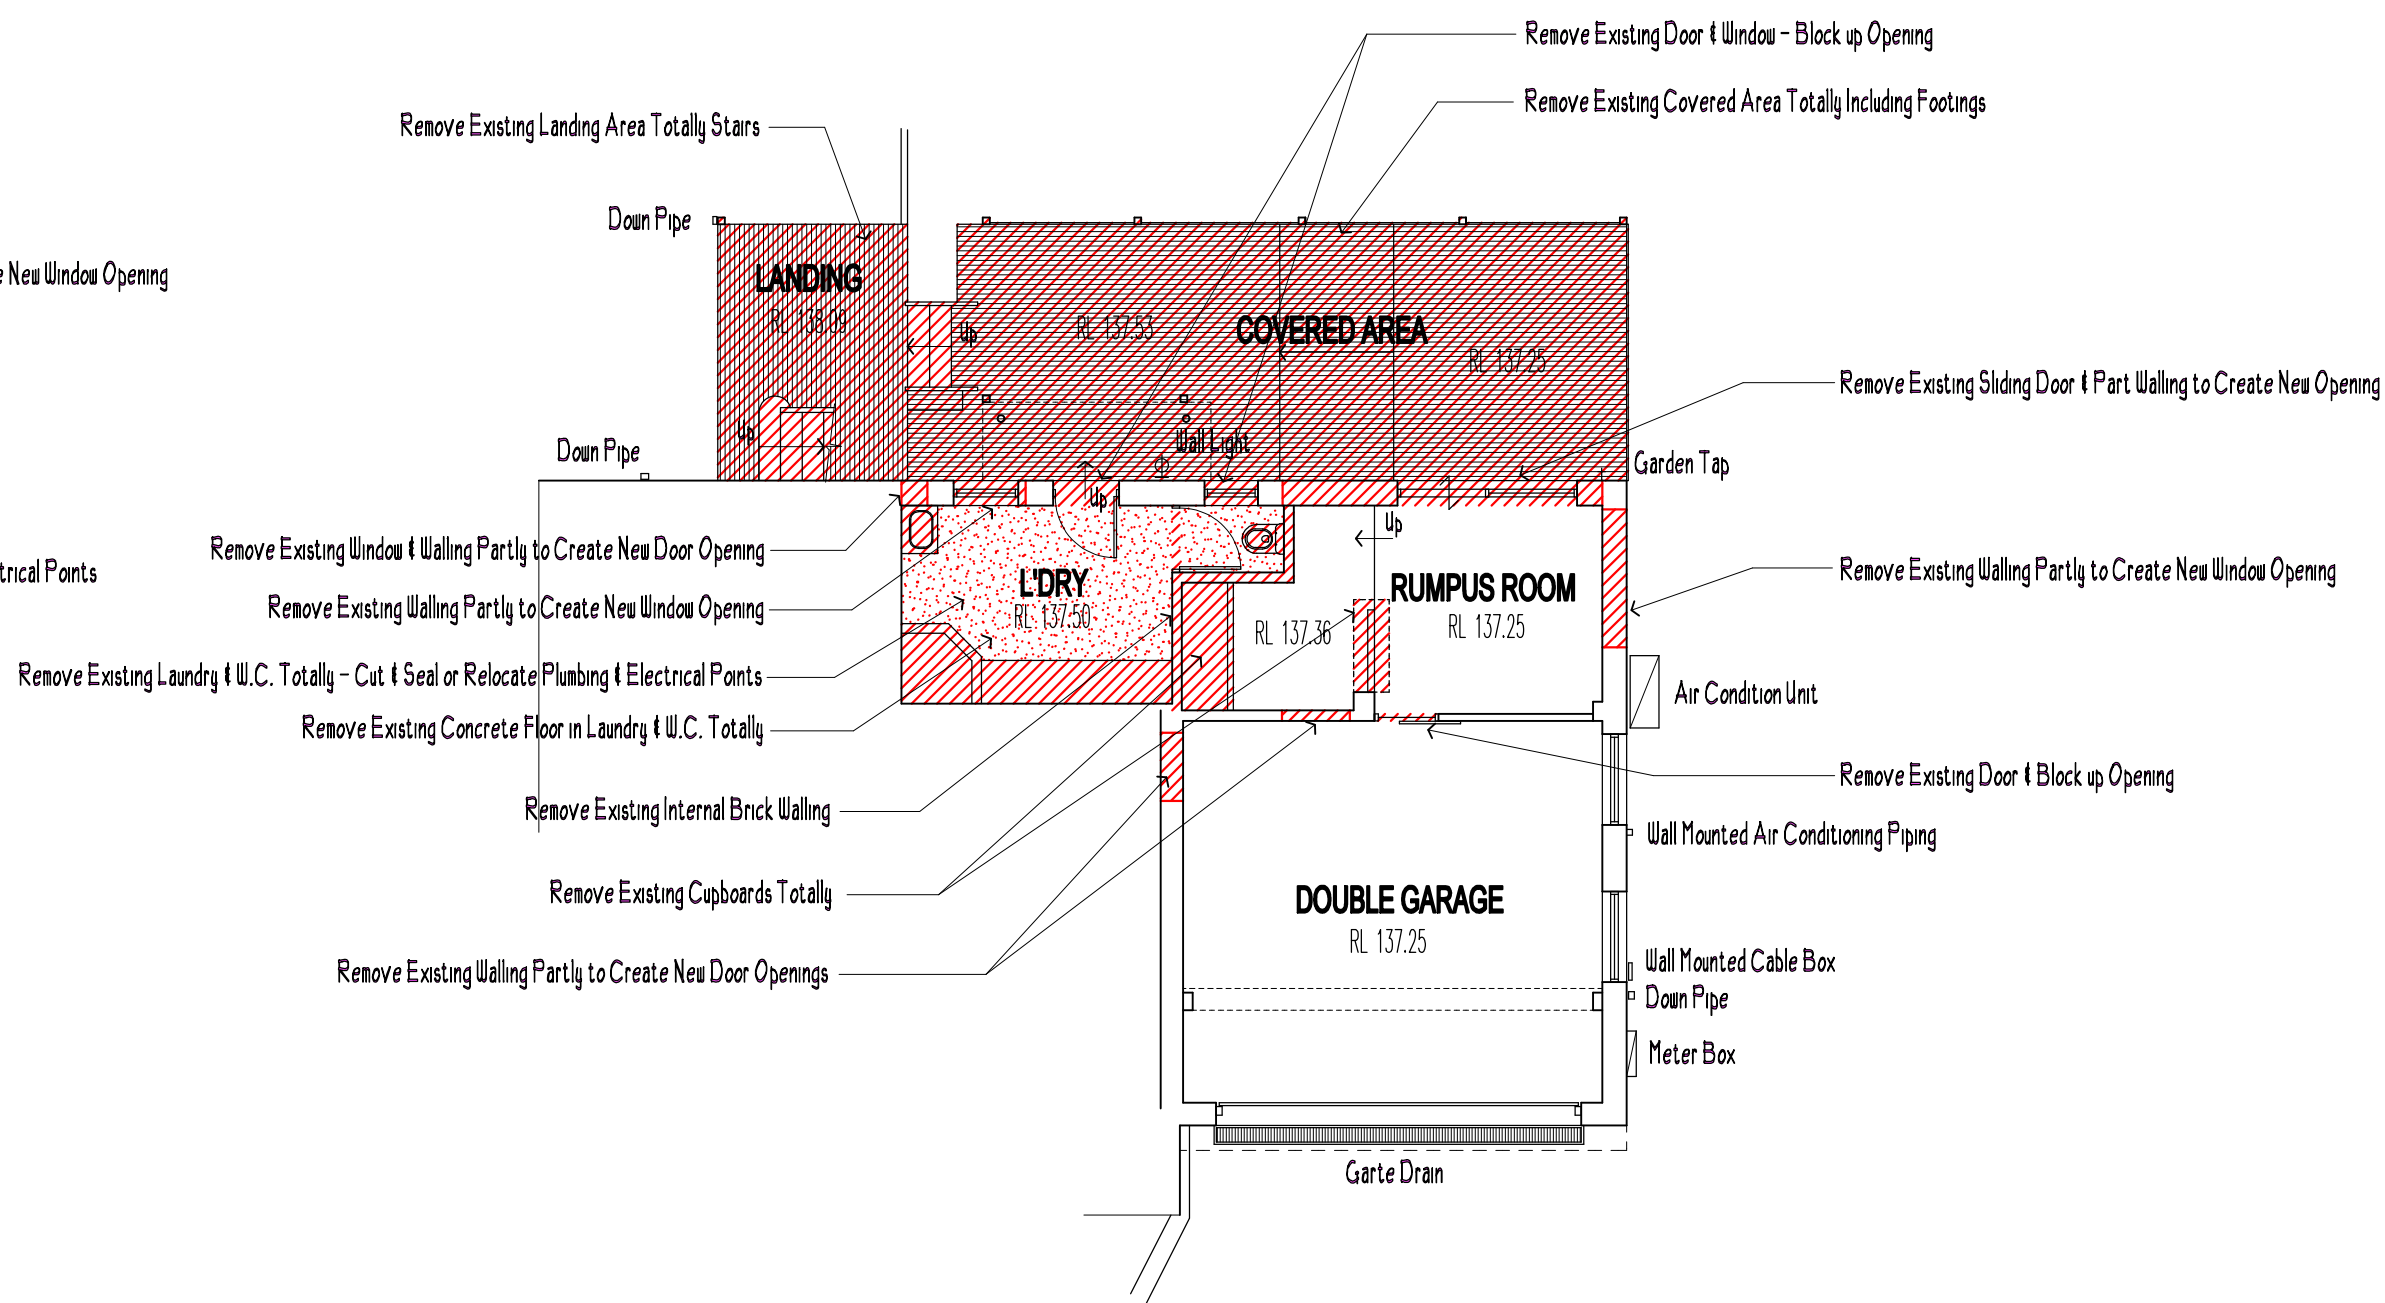 Remove Existing Door & Window - Block up Opening
Remove Existing Covered Area Totally Including Footings
Remove Existing Landing Area Totally Stairs
Down Pipe
New Window Opening
LANDING
RL 138.09
Up
RL 137.53
COVERED AREA
RL 137.25
Remove Existing Sliding Door & Part Walling to Create New Opening
Up
Wall Light
Down Pipe
Garden Tap
Up
Up
Remove Existing Window & Walling Partly to Create New Door Opening
trical Points
L'DRY
RL 137.50
RUMPUS ROOM
RL 137.25
RL 137.36
Remove Existing Walling Partly to Create New Window Opening
Remove Existing Walling Partly to Create New Window Opening
Remove Existing Laundry & W.C. Totally - Cut & Seal or Relocate Plumbing & Electrical Points
Air Condition Unit
Remove Existing Concrete Floor in Laundry & W.C. Totally
Remove Existing Door & Block up Opening
Remove Existing Internal Brick Walling
Wall Mounted Air Conditioning Piping
Remove Existing Cupboards Totally
DOUBLE GARAGE
RL 137.25
Remove Existing Walling Partly to Create New Door Openings
Wall Mounted Cable Box
Down Pipe
Meter Box
Garte Drain